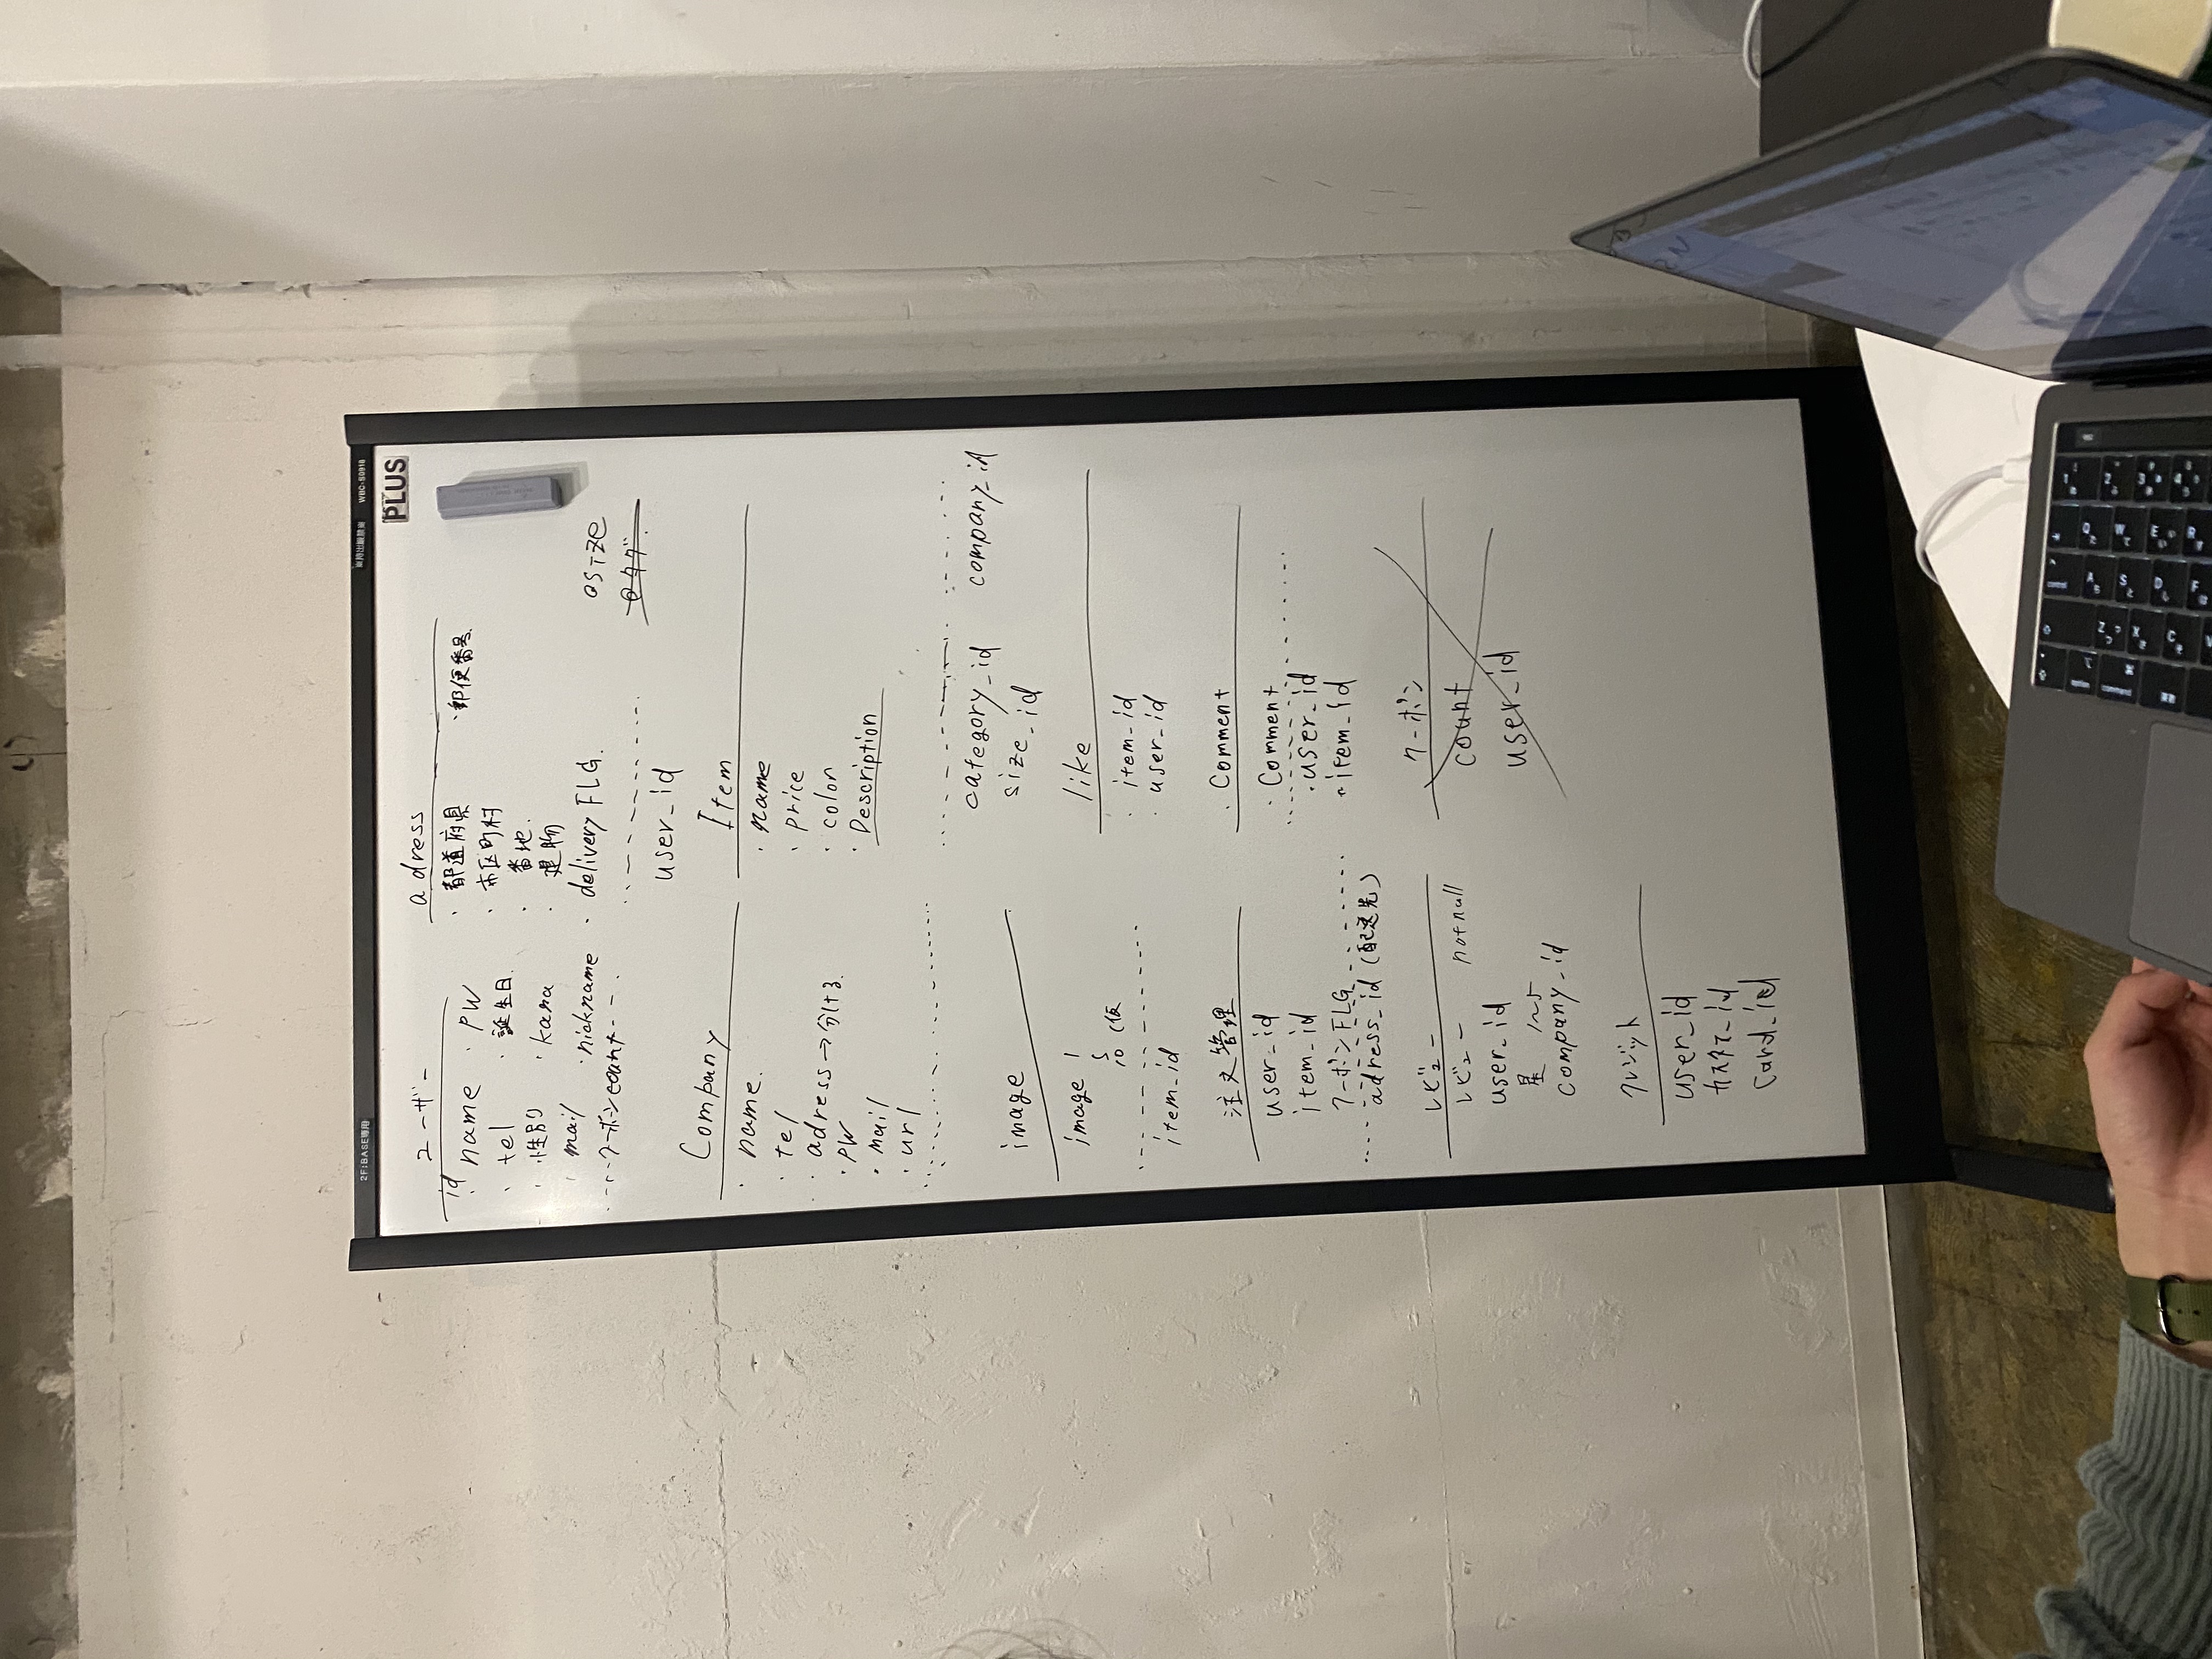 2F:BASE専用
※持出厳禁※ WBC-S0918
PLUS
ユーザー
id
・name ・PW
・tel ・誕生日.
・性別 ・kana
・mail ・nickname
クーポンcount
adress
・都道府県 ・郵便番号.
・市区町村
・番地.
・建物
・delivery FLG.
user_id
SIZE
タグ.
Company
・name.
・tel
・adress→分ける.
・PW
・mail
・url
Item
・name
・price
・color
・Description
category_id company_id
size_id
image
image 1
10 (仮
item_id
like
・item_id
・user_id
注文管理
user_id
item_id
クーポンFLG
adress_id (配送先)
・Comment
・Comment
・user_id
・item_id
レビュー
レビュー not null
user_id
星 1~5
company_id
クーポン
count
user_id
クレジット
user_id
カスタマ_id
card_id